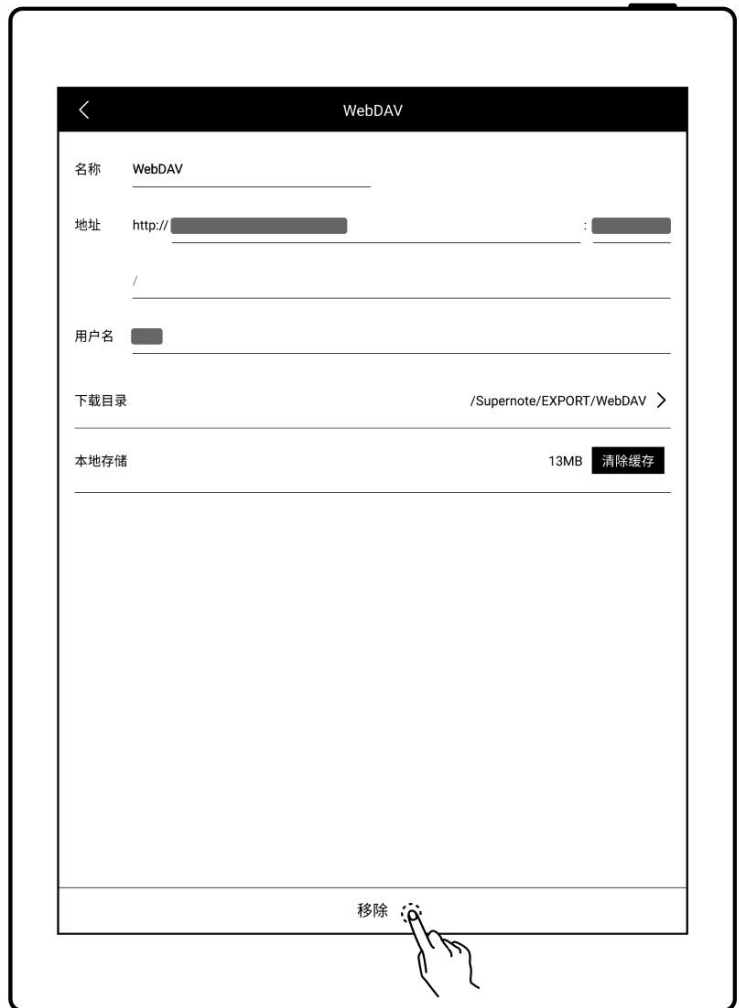 WebDAV
名称 WebDAV
地址 http:// :
/
用户名
下载目录 /Supernote/EXPORT/WebDAV
本地存储 13MB 清除缓存
移除